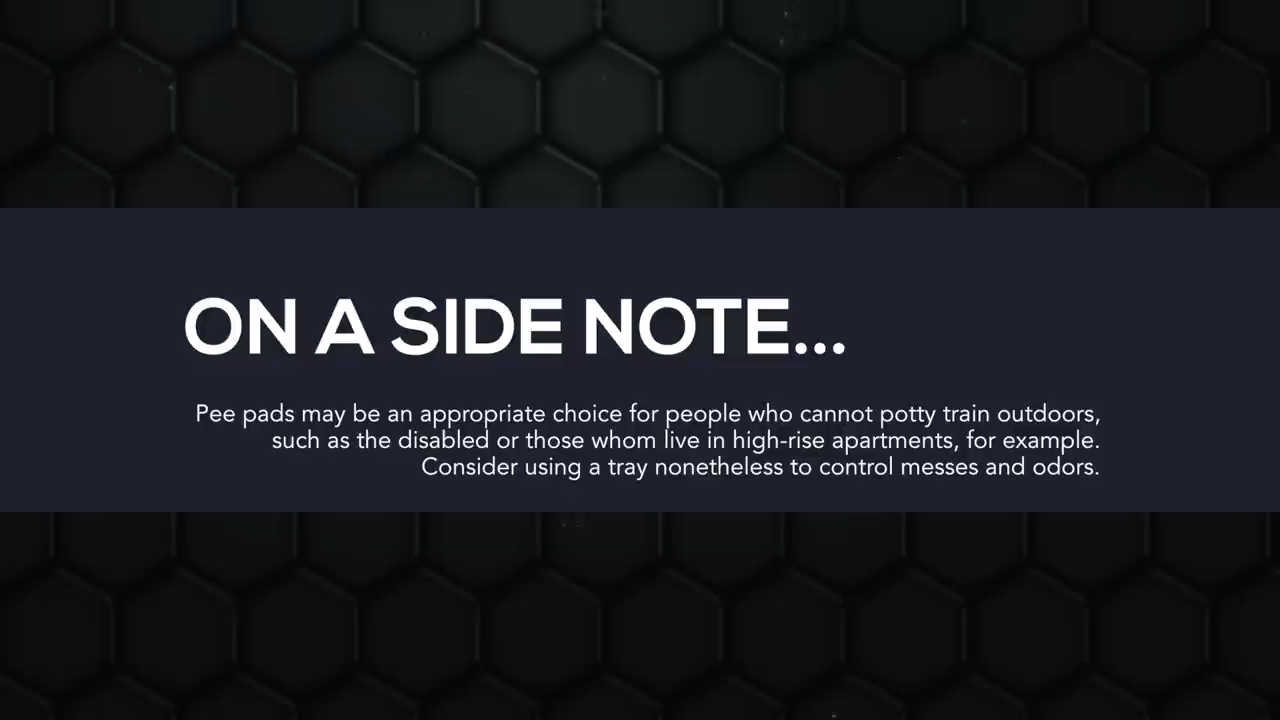 ON A SIDE NOTE...
Pee pads may be an appropriate choice for people who cannot potty train outdoors,
such as the disabled or those whom live in high-rise apartments, for example.
Consider using a tray nonetheless to control messes and odors.